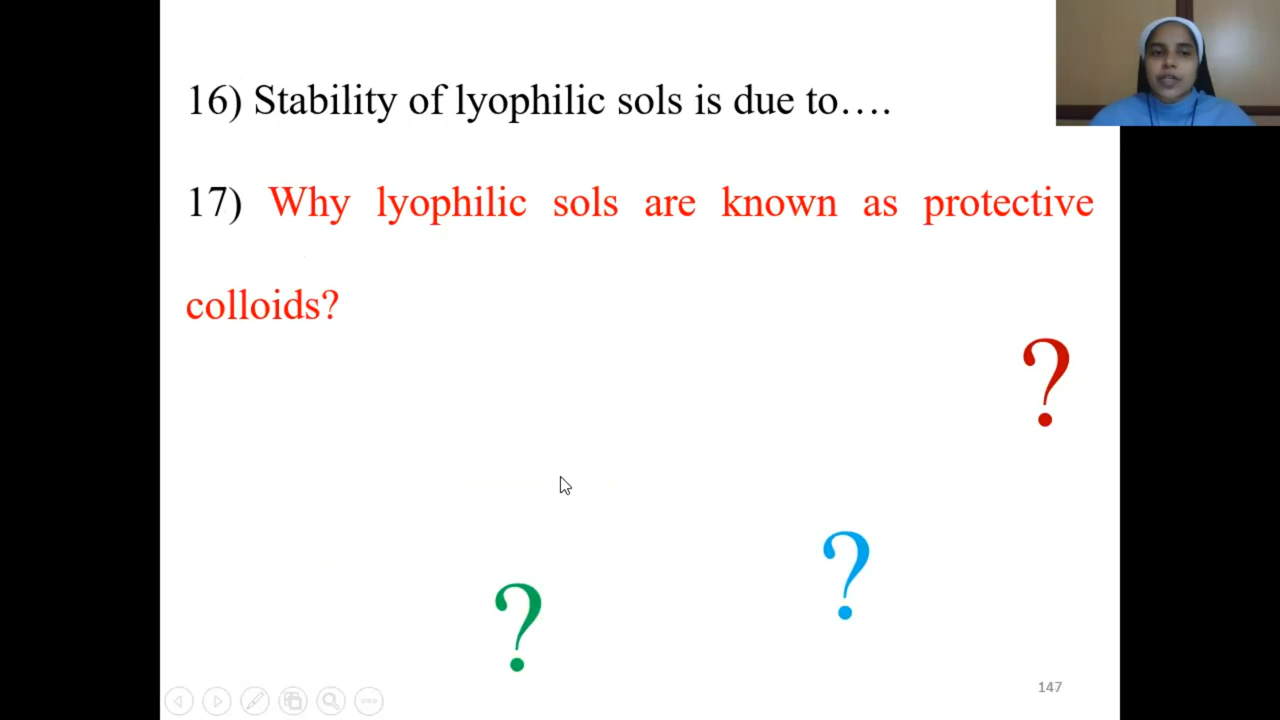 16) Stability of lyophilic sols is due to….
17) Why lyophilic sols are known as protective
colloids?
?
?
?
147